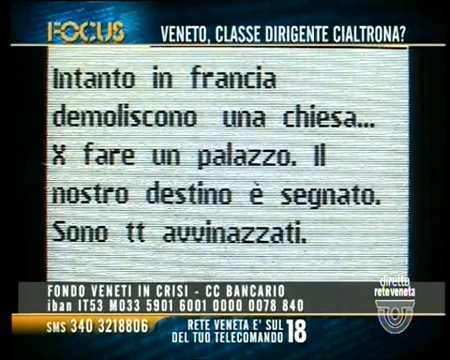 FOCUS
VENETO, CLASSE DIRIGENTE CIALTRONA?
Intanto in francia
demoliscono una chiesa...
X fare un palazzo. Il
nostro destino è segnato.
Sono tt avvinazzati.
diretta
reteveneta
FONDO VENETI IN CRISI - CC BANCARIO
iban IT53 M033 5901 6001 0000 0078 840
SMS 340 3218806
RETE VENETA E' SUL
DEL TUO TELECOMANDO 18